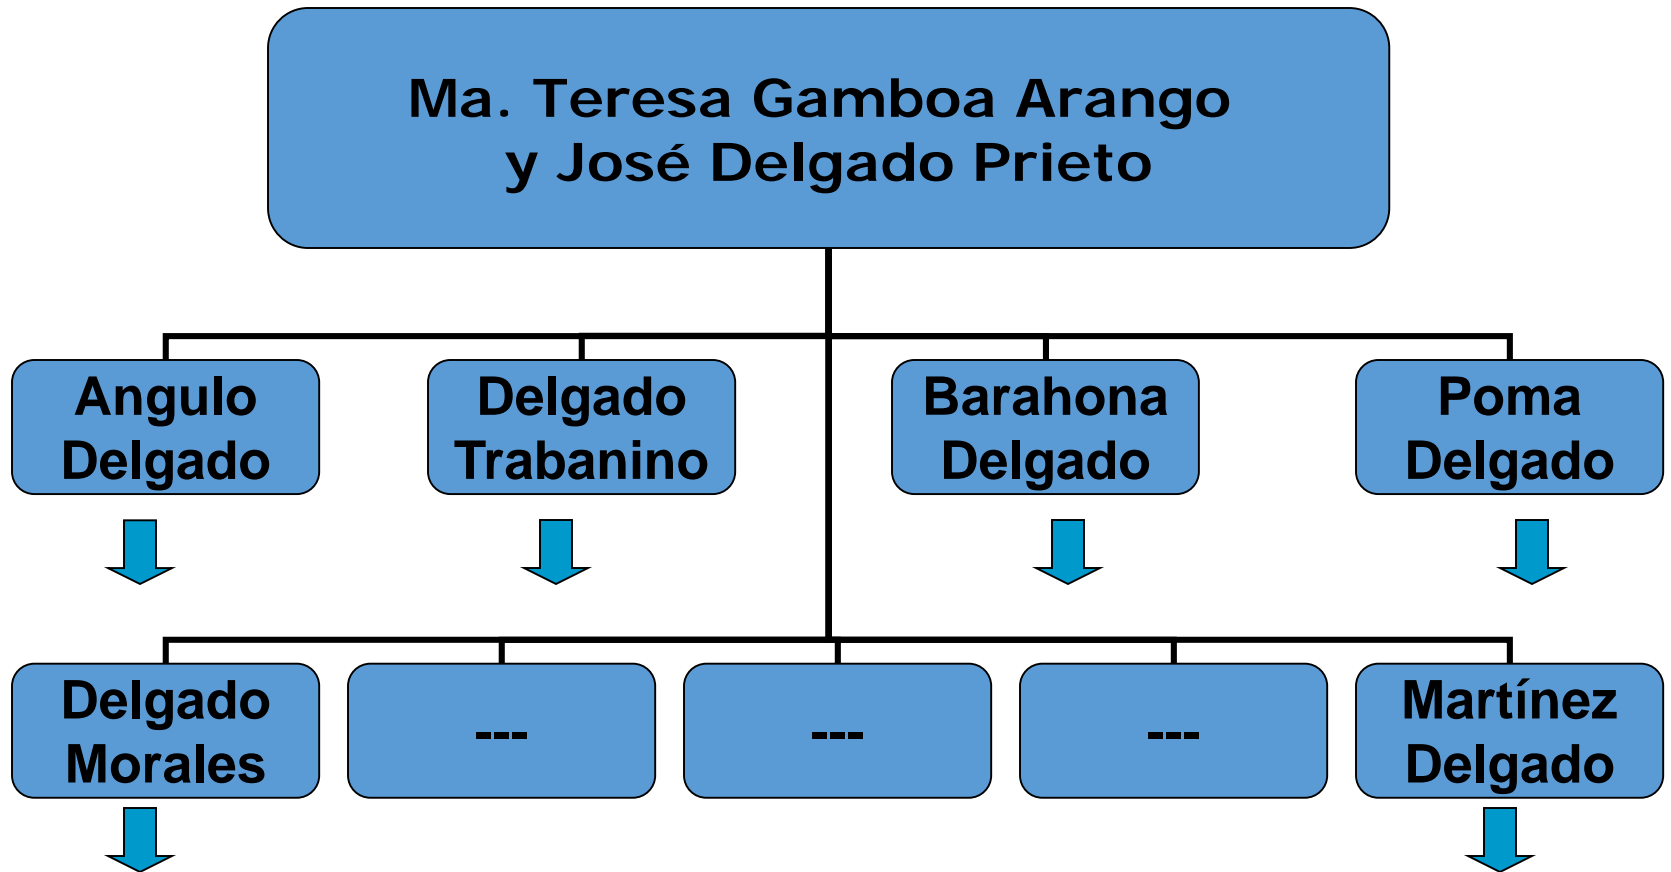 Ma. Teresa Gamboa Arango
y José Delgado Prieto
Angulo
Delgado
Delgado
Trabanino
Barahona
Delgado
Poma
Delgado
Delgado
Morales
---
---
---
Martínez
Delgado